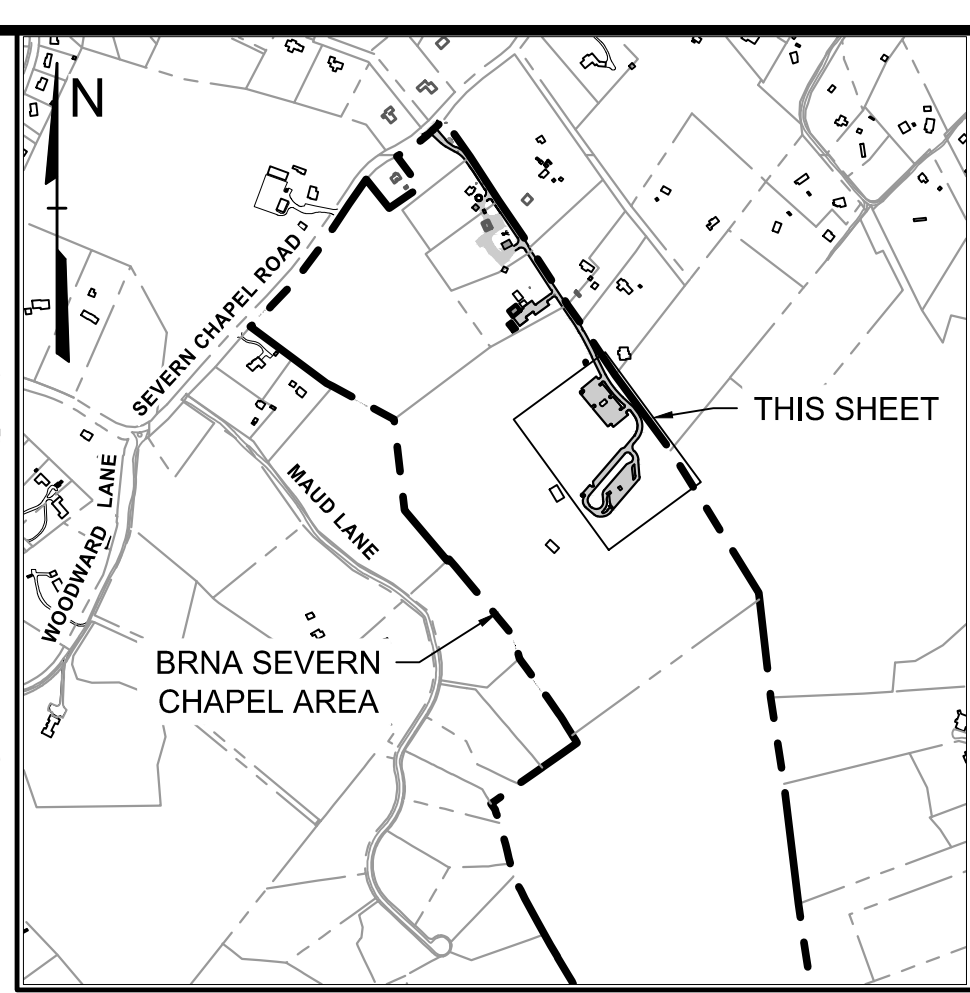 N
SEVERN CHAPEL ROAD
THIS SHEET
WOODWARD LANE
MAUD LANE
BRNA SEVERN
CHAPEL AREA